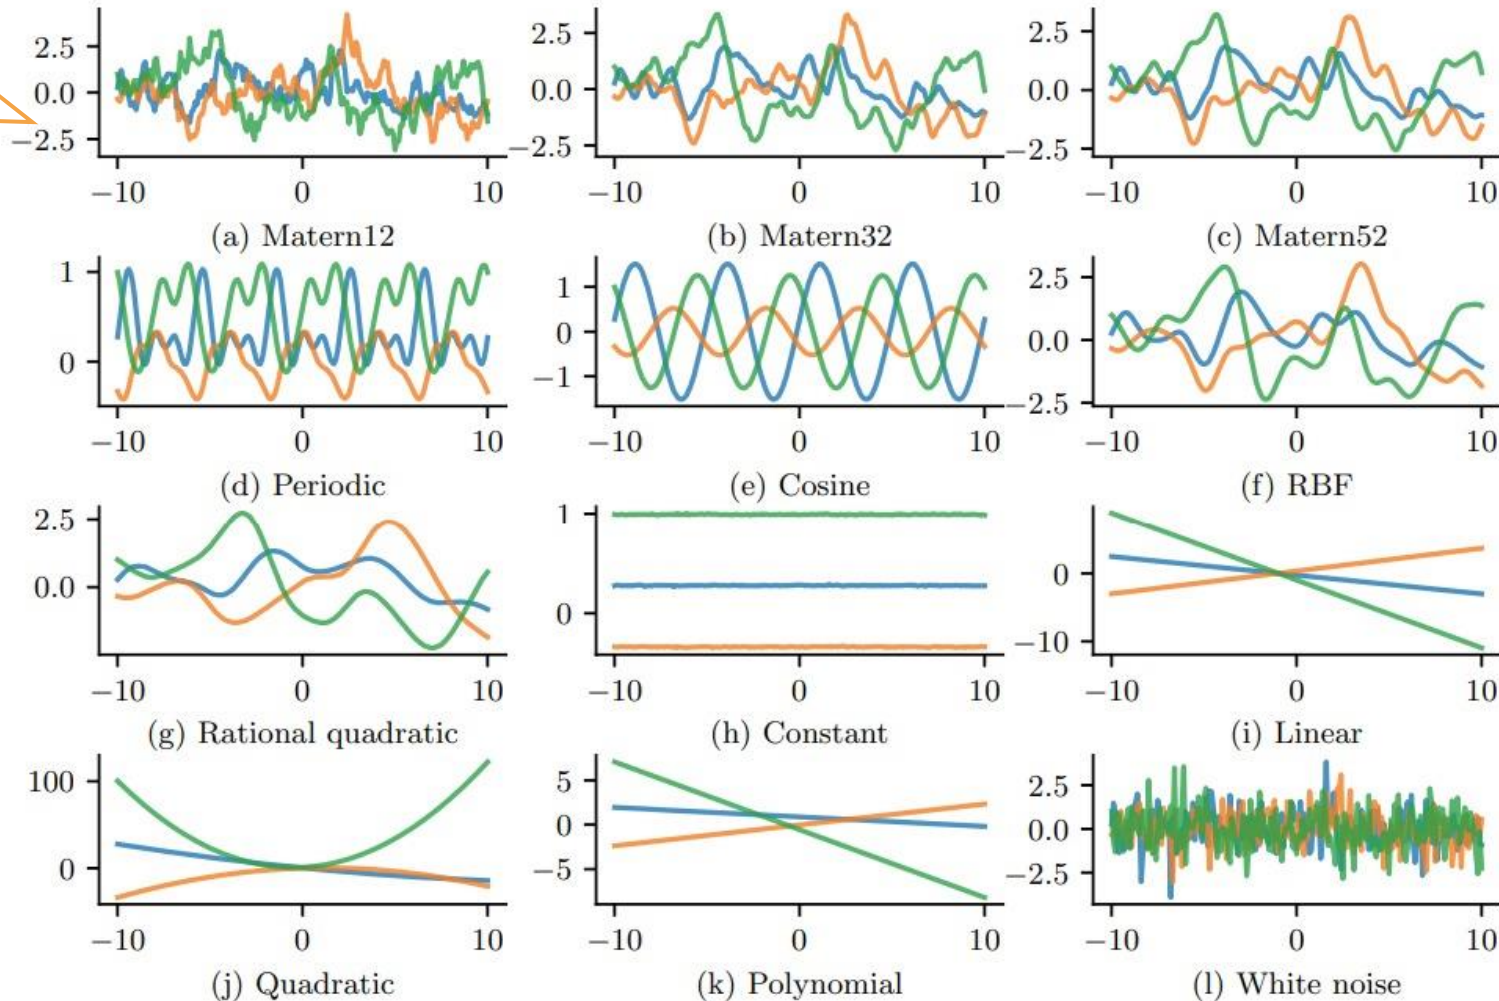 2.5
0.0
−2.5
−10 0 10
(a) Matern12
2.5
0.0
−2.5
−10 0 10
(b) Matern32
2.5
0.0
−2.5
−10 0 10
(c) Matern52
1
0
−10 0 10
(d) Periodic
1
0
−1
−10 0 10
(e) Cosine
2.5
0.0
−2.5
−10 0 10
(f) RBF
2.5
0.0
−10 0 10
(g) Rational quadratic
1
0
−10 0 10
(h) Constant
0
−10
−10 0 10
(i) Linear
100
0
−10 0 10
(j) Quadratic
5
0
−5
−10 0 10
(k) Polynomial
2.5
0.0
−2.5
−10 0 10
(l) White noise